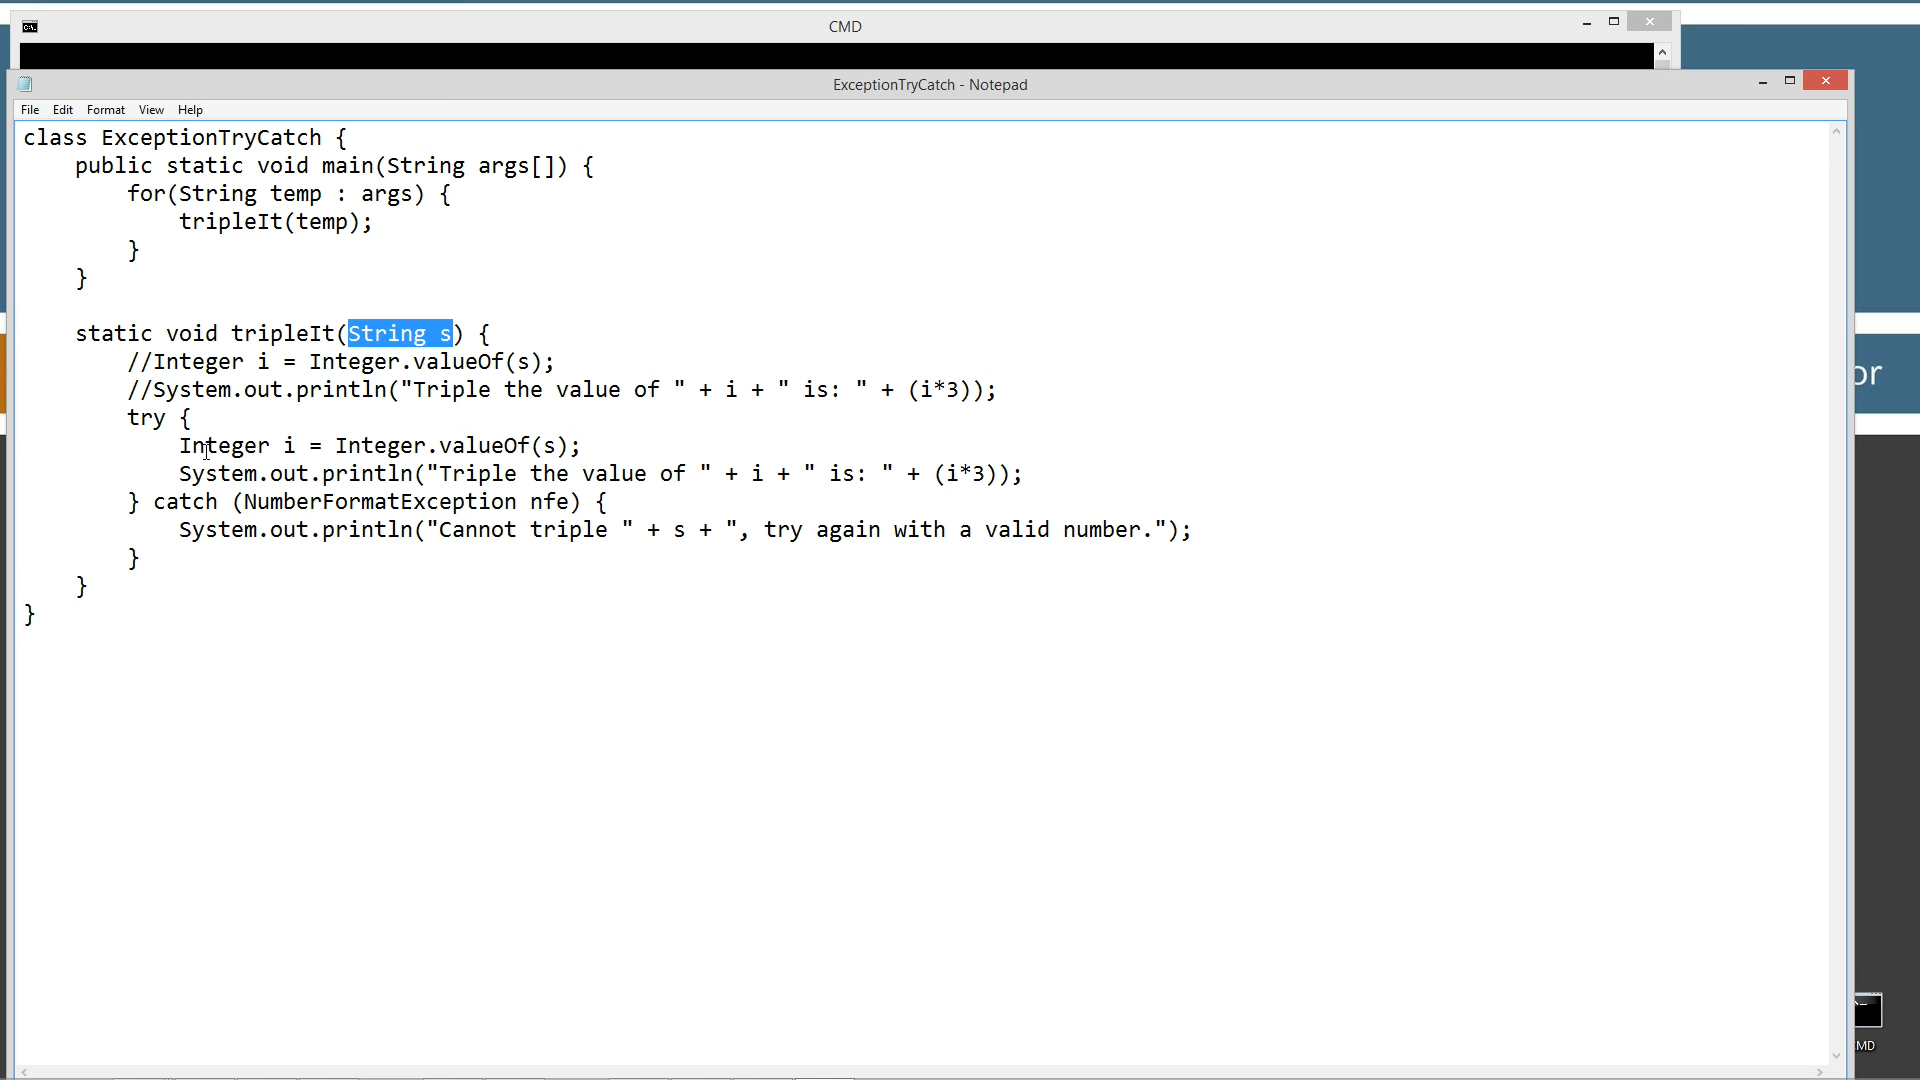 CMD
ExceptionTryCatch - Notepad
File Edit Format View Help
class ExceptionTryCatch {
    public static void main(String args[]) {
        for(String temp : args) {
            tripleIt(temp);
        }
    }

    static void tripleIt(String s) {
        //Integer i = Integer.valueOf(s);
        //System.out.println("Triple the value of " + i + " is: " + (i*3));
        try {
            Integer i = Integer.valueOf(s);
            System.out.println("Triple the value of " + i + " is: " + (i*3));
        } catch (NumberFormatException nfe) {
            System.out.println("Cannot triple " + s + ", try again with a valid number.");
        }
    }
}
or
MD